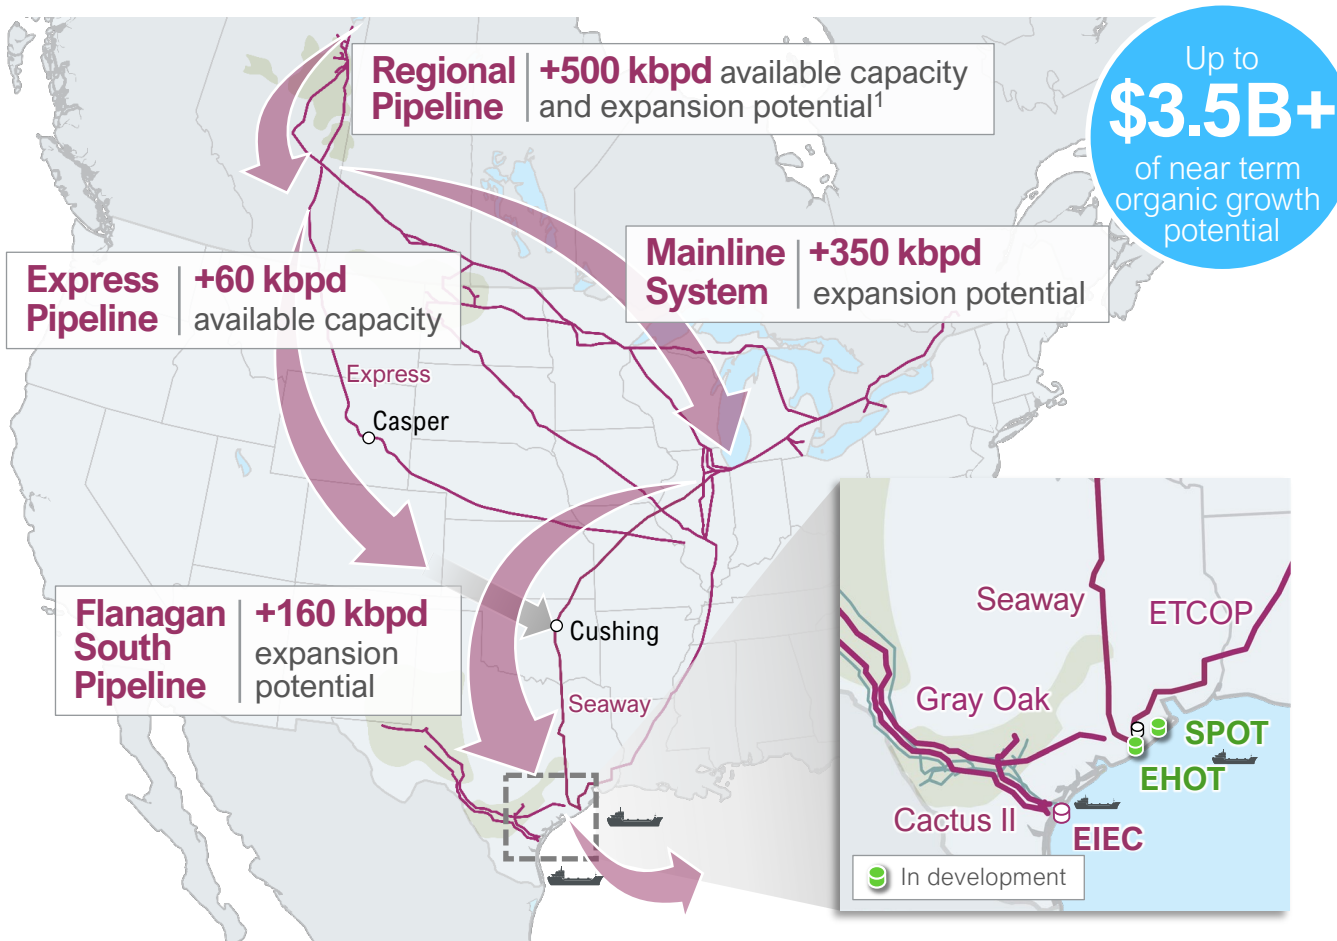 Regional
Pipeline
+500 kbpd available capacity
and expansion potential¹
Up to
$3.5B+
of near term
organic growth
potential
Mainline
System
+350 kbpd
expansion potential
Express
Pipeline
+60 kbpd
available capacity
Express
Casper
Flanagan
South
Pipeline
+160 kbpd
expansion
potential
Cushing
Seaway
Seaway
ETCOP
Gray Oak
SPOT
EHOT
Cactus II
EIEC
In development